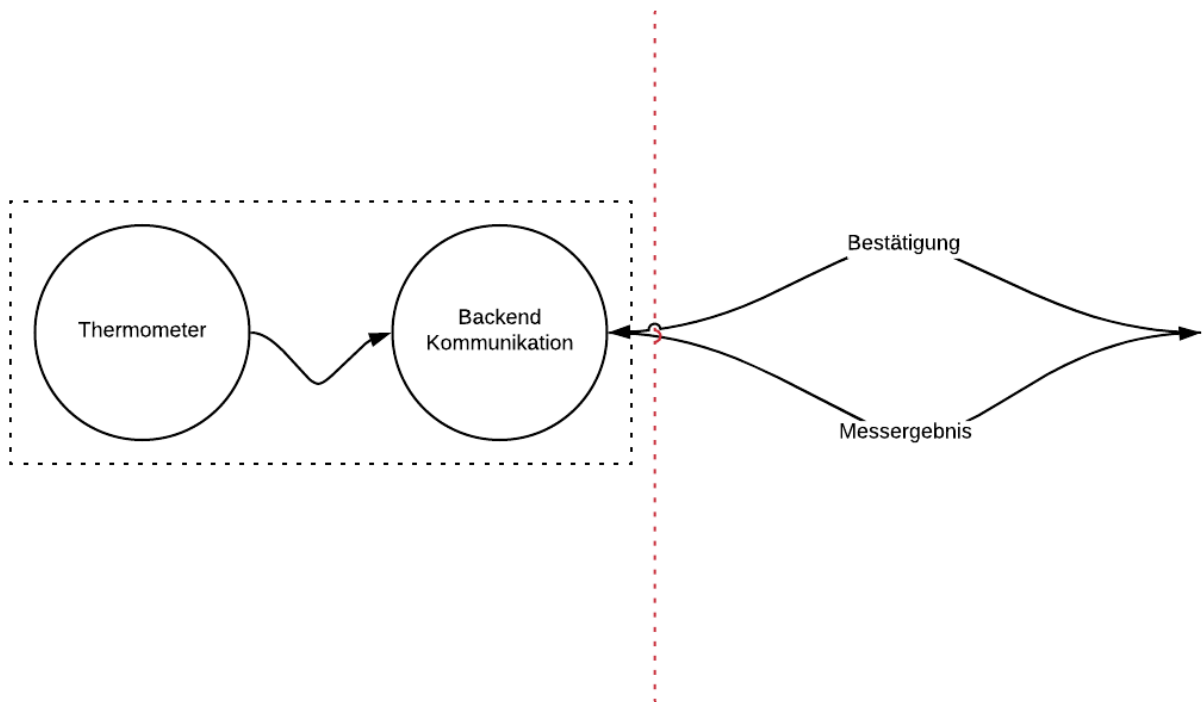 Thermometer
Backend
Kommunikation
Bestätigung
Messergebnis